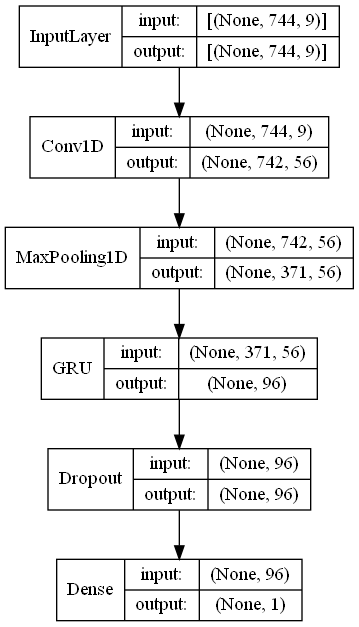 InputLayer
input: [(None, 744, 9)]
output: [(None, 744, 9)]
Conv1D
input: (None, 744, 9)
output: (None, 742, 56)
MaxPooling1D
input: (None, 742, 56)
output: (None, 371, 56)
GRU
input: (None, 371, 56)
output: (None, 96)
Dropout
input: (None, 96)
output: (None, 96)
Dense
input: (None, 96)
output: (None, 1)